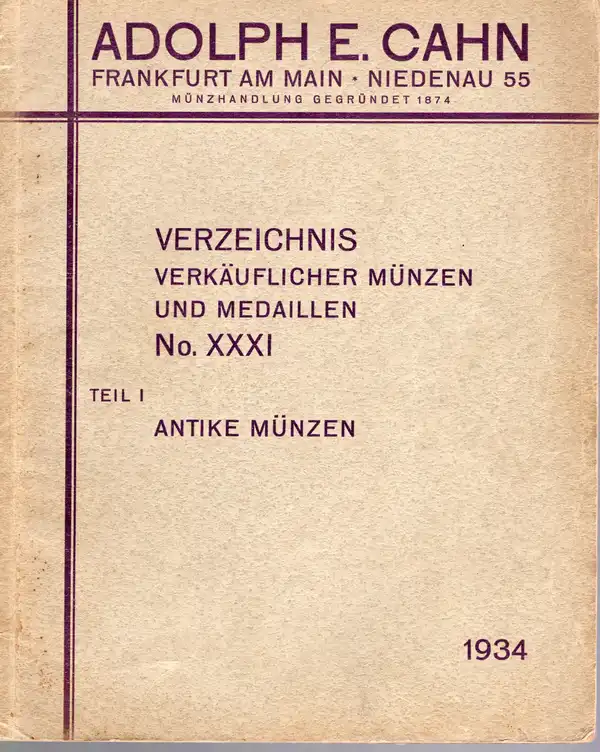 ADOLPH E. CAHN
FRANKFURT AM MAIN * NIEDENAU 55
MÜNZHANDLUNG GEGRÜNDET 1874
VERZEICHNIS
VERKÄUFLICHER MÜNZEN
UND MEDAILLEN
No. XXXI
TEIL I
ANTIKE MÜNZEN
1934